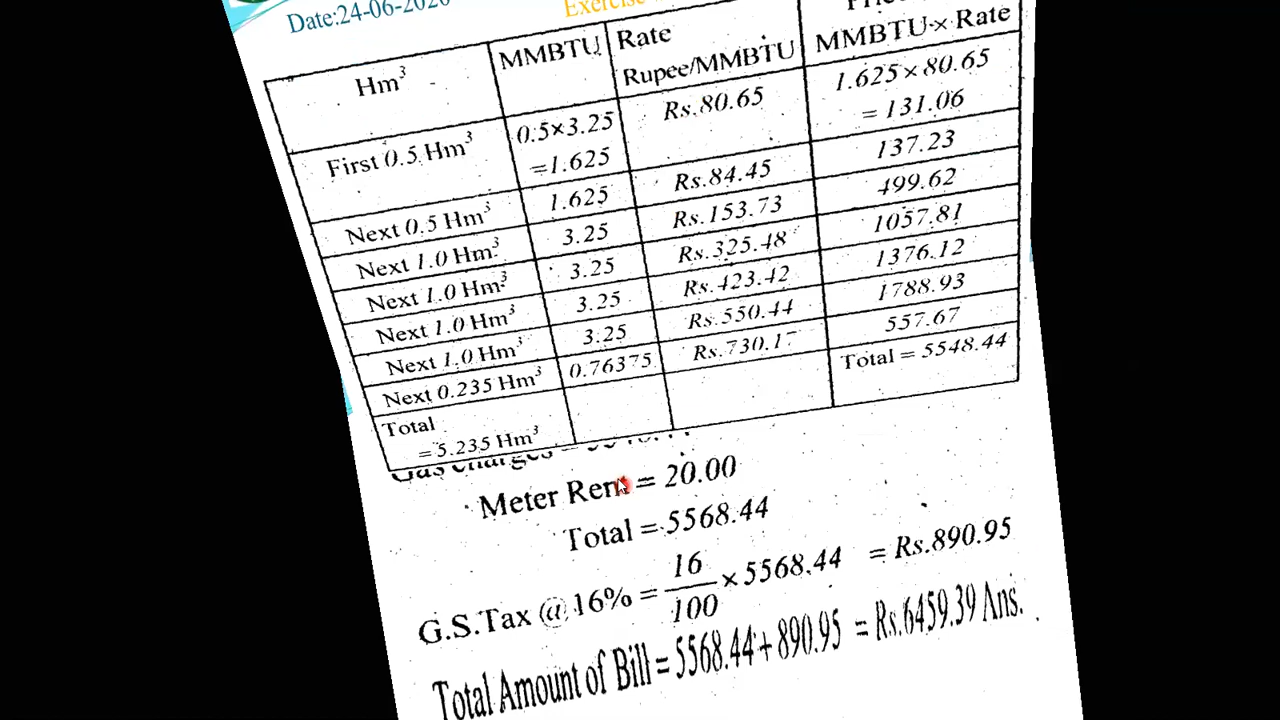 Date:24-06-2020
Exercise
Hm³ MMBTU Rate Rupee/MMBTU MMBTU × Rate
First 0.5 Hm³ 0.5×3.25 =1.625 Rs.80.65 1.625×80.65 = 131.06
Next 0.5 Hm³ 1.625 Rs.84.45 137.23
Next 1.0 Hm³ 3.25 Rs.153.73 499.62
Next 1.0 Hm³ 3.25 Rs.325.48 1057.81
Next 1.0 Hm³ 3.25 Rs.423.42 1376.12
Next 1.0 Hm³ 3.25 Rs.550.44 1788.93
Next 0.235 Hm³ 0.76375 557.67
Total =5.235 Hm³ Total = 5548.44
Gas charges =
Meter Rent = 20.00
Total = 5568.44
G.S.Tax @ 16% = 16/100 × 5568.44 = Rs.890.95
Total Amount of Bill = 5568.44+890.95 = Rs.6459.39 Ans.